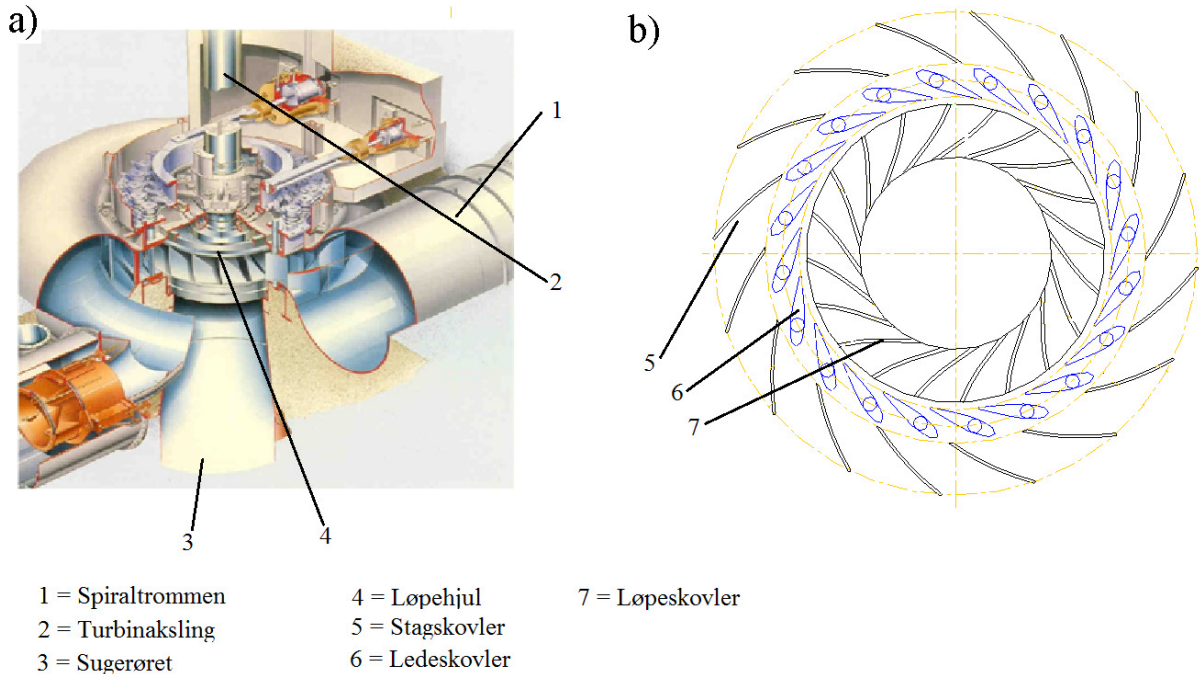 a)
b)
1
2
3
4
5
6
7
1 = Spiraltrommen
2 = Turbinaksling
3 = Sugerøret
4 = Løpehjul
5 = Stagskovler
6 = Ledeskovler
7 = Løpeskovler